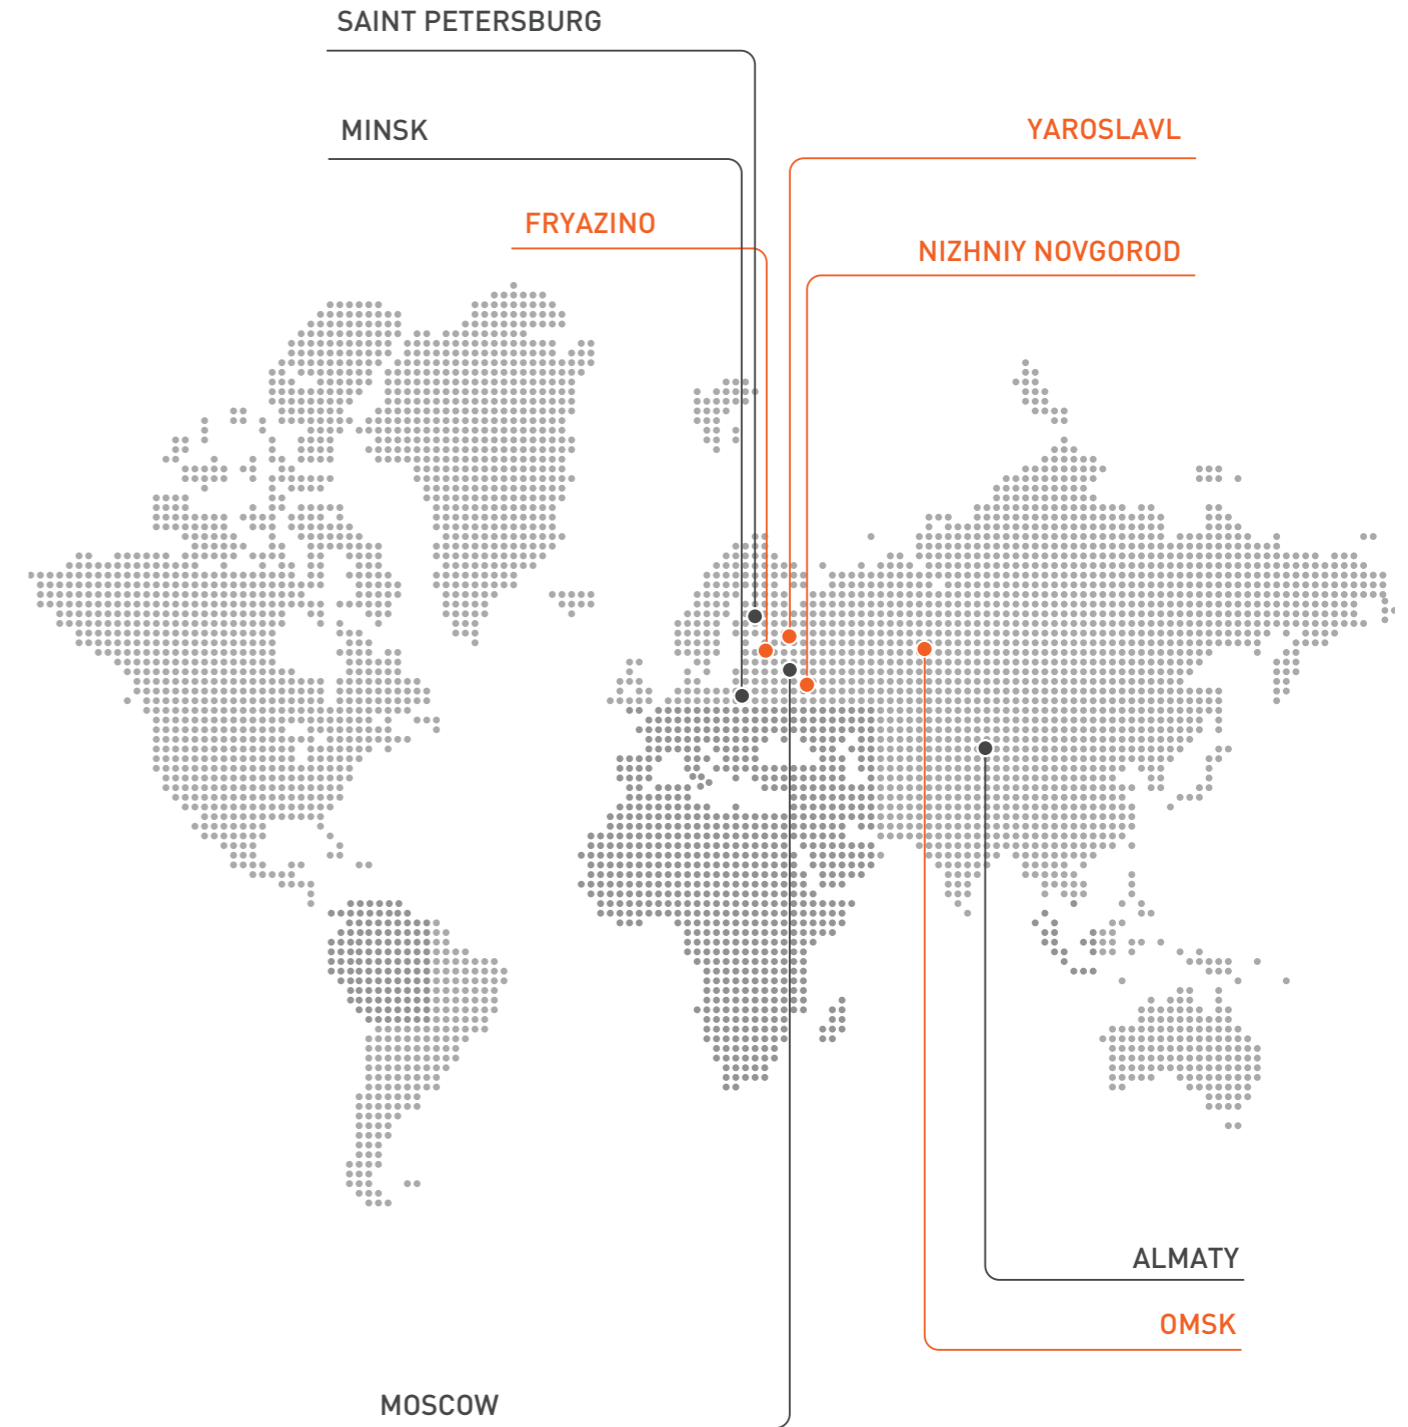 SAINT PETERSBURG
MINSK
YAROSLAVL
FRYAZINO
NIZHNIY NOVGOROD
ALMATY
OMSK
MOSCOW